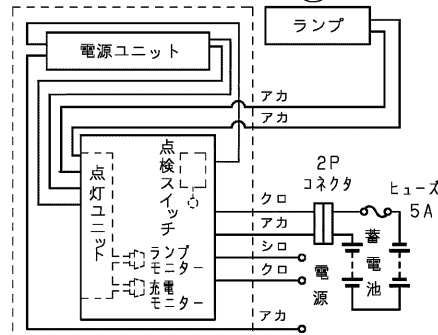 電源ユニット
ランプ
アカ
アカ
点検スイッチ
点灯ユニット
2P
コネクタ
ヒューズ
5A
クロ
アカ
シロ
クロ
アカ
ランプ
モニター
充電
モニター
電源
蓄電池